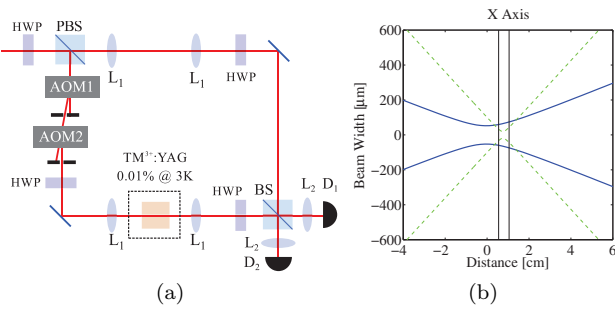 HWP PBS
L1 L1 HWP
AOM1
AOM2
TM³⁺:YAG
0.01% @ 3K
HWP
HWP BS L2 D1
L1 L1
L2
D2
(a)
X Axis
Beam Width [μm]
600
400
200
0
-200
-400
-600
-4 -2 0 2 4 6
Distance [cm]
(b)